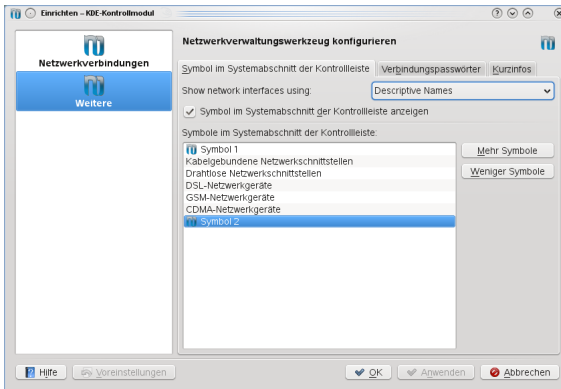 Einrichten – KDE-Kontrollmodul
Netzwerkverbindungen
Weitere
Netzwerkverwaltungswerkzeug konfigurieren
Symbol im Systemabschnitt der Kontrollleiste
Verbindungspasswörter
Kurzinfos
Show network interfaces using:
Descriptive Names
Symbol im Systemabschnitt der Kontrollleiste anzeigen
Symbole im Systemabschnitt der Kontrollleiste:
Symbol 1
Kabelgebundene Netzwerkschnittstellen
Drahtlose Netzwerkschnittstellen
DSL-Netzwerkgeräte
GSM-Netzwerkgeräte
CDMA-Netzwerkgeräte
Symbol 2
Mehr Symbole
Weniger Symbole
Hilfe
Voreinstellungen
OK
Anwenden
Abbrechen